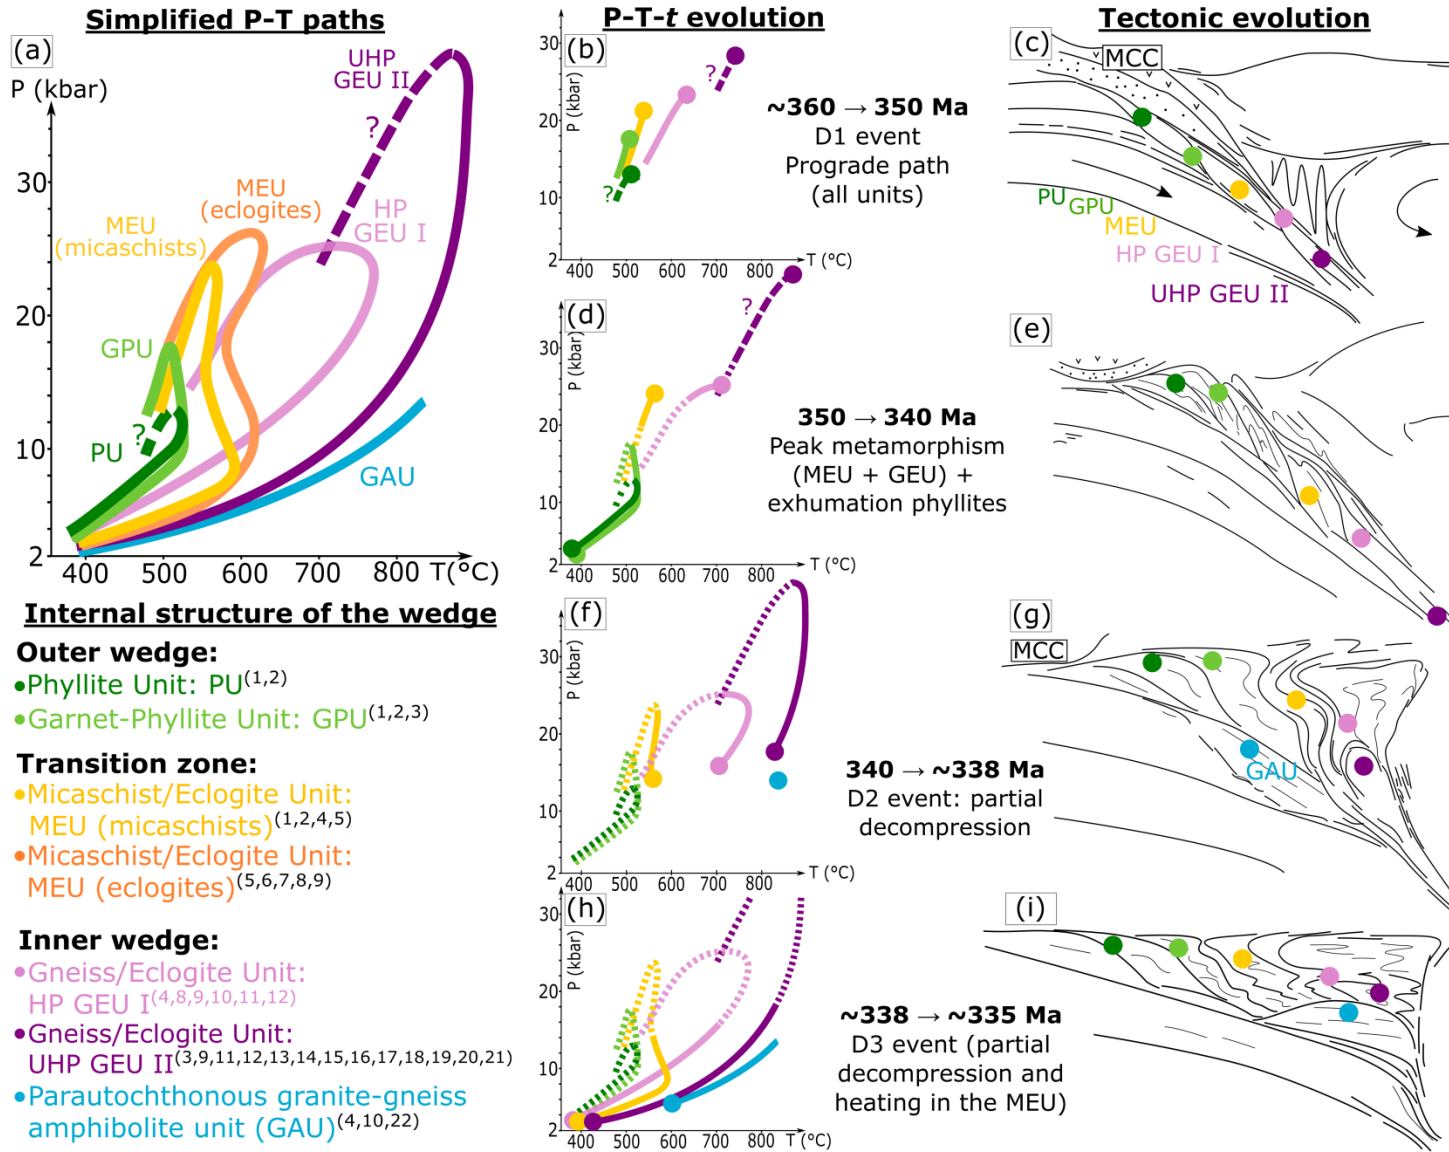 Simplified P-T paths
(a)
P (kbar)
UHP
GEU II
?
30
MEU
(eclogites)
MEU
(micaschists)
HP
GEU I
20
GPU
?
PU
10
GAU
2
400
500
600
700
800
T(°C)
Internal structure of the wedge
Outer wedge:
•Phyllite Unit: PU(1,2)
•Garnet-Phyllite Unit: GPU(1,2,3)
Transition zone:
•Micaschist/Eclogite Unit:
MEU (micaschists)(1,2,4,5)
•Micaschist/Eclogite Unit:
MEU (eclogites)(5,6,7,8,9)
Inner wedge:
•Gneiss/Eclogite Unit:
HP GEU I(4,8,9,10,11,12)
•Gneiss/Eclogite Unit:
UHP GEU II(3,9,11,12,13,14,15,16,17,18,19,20,21)
•Parautochthonous granite-gneiss
amphibolite unit (GAU)(4,10,22)
P-T-t evolution
(b)
P (kbar)
30
20
10
2
?
?
400 500 600 700 800 T (°C)
~360 → 350 Ma
D1 event
Prograde path
(all units)
(d)
P (kbar)
30
20
10
2
?
400 500 600 700 800 T (°C)
350 → 340 Ma
Peak metamorphism
(MEU + GEU) +
exhumation phyllites
(f)
P (kbar)
30
20
10
2
400 500 600 700 800 T (°C)
340 → ~338 Ma
D2 event: partial
decompression
(h)
P (kbar)
30
20
10
2
400 500 600 700 800 T (°C)
~338 → ~335 Ma
D3 event (partial
decompression and
heating in the MEU)
Tectonic evolution
(c)
MCC
PU
GPU
MEU
HP GEU I
UHP GEU II
(e)
(g)
MCC
GAU
(i)